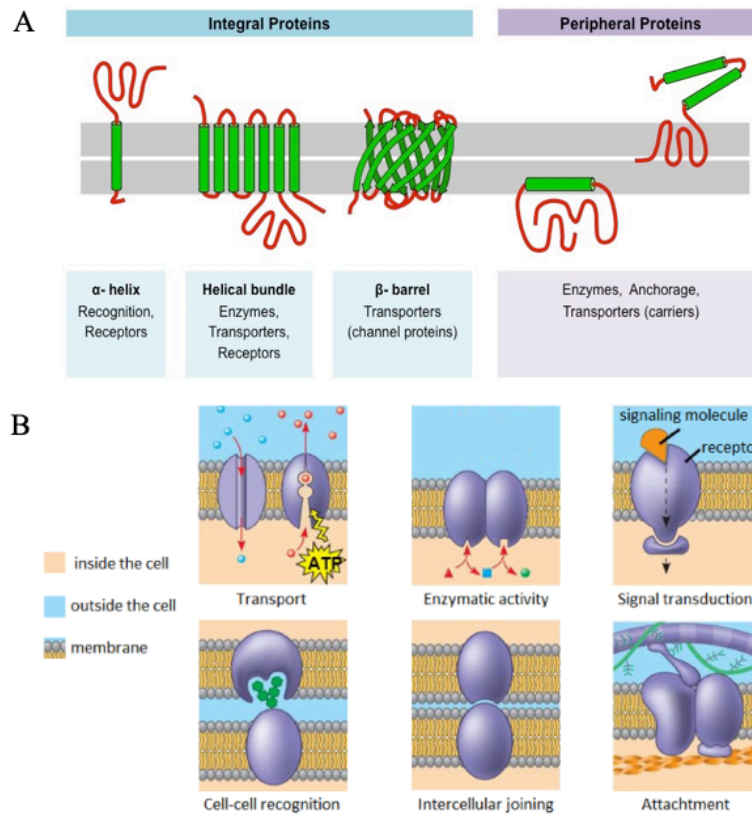 A
Integral Proteins
Peripheral Proteins
α- helix
Recognition,
Receptors
Helical bundle
Enzymes,
Transporters,
Receptors
β- barrel
Transporters
(channel proteins)
Enzymes, Anchorage,
Transporters (carriers)
B
signaling molecule
recepto
ATP
inside the cell
outside the cell
membrane
Transport
Enzymatic activity
Signal transduction
Cell-cell recognition
Intercellular joining
Attachtment